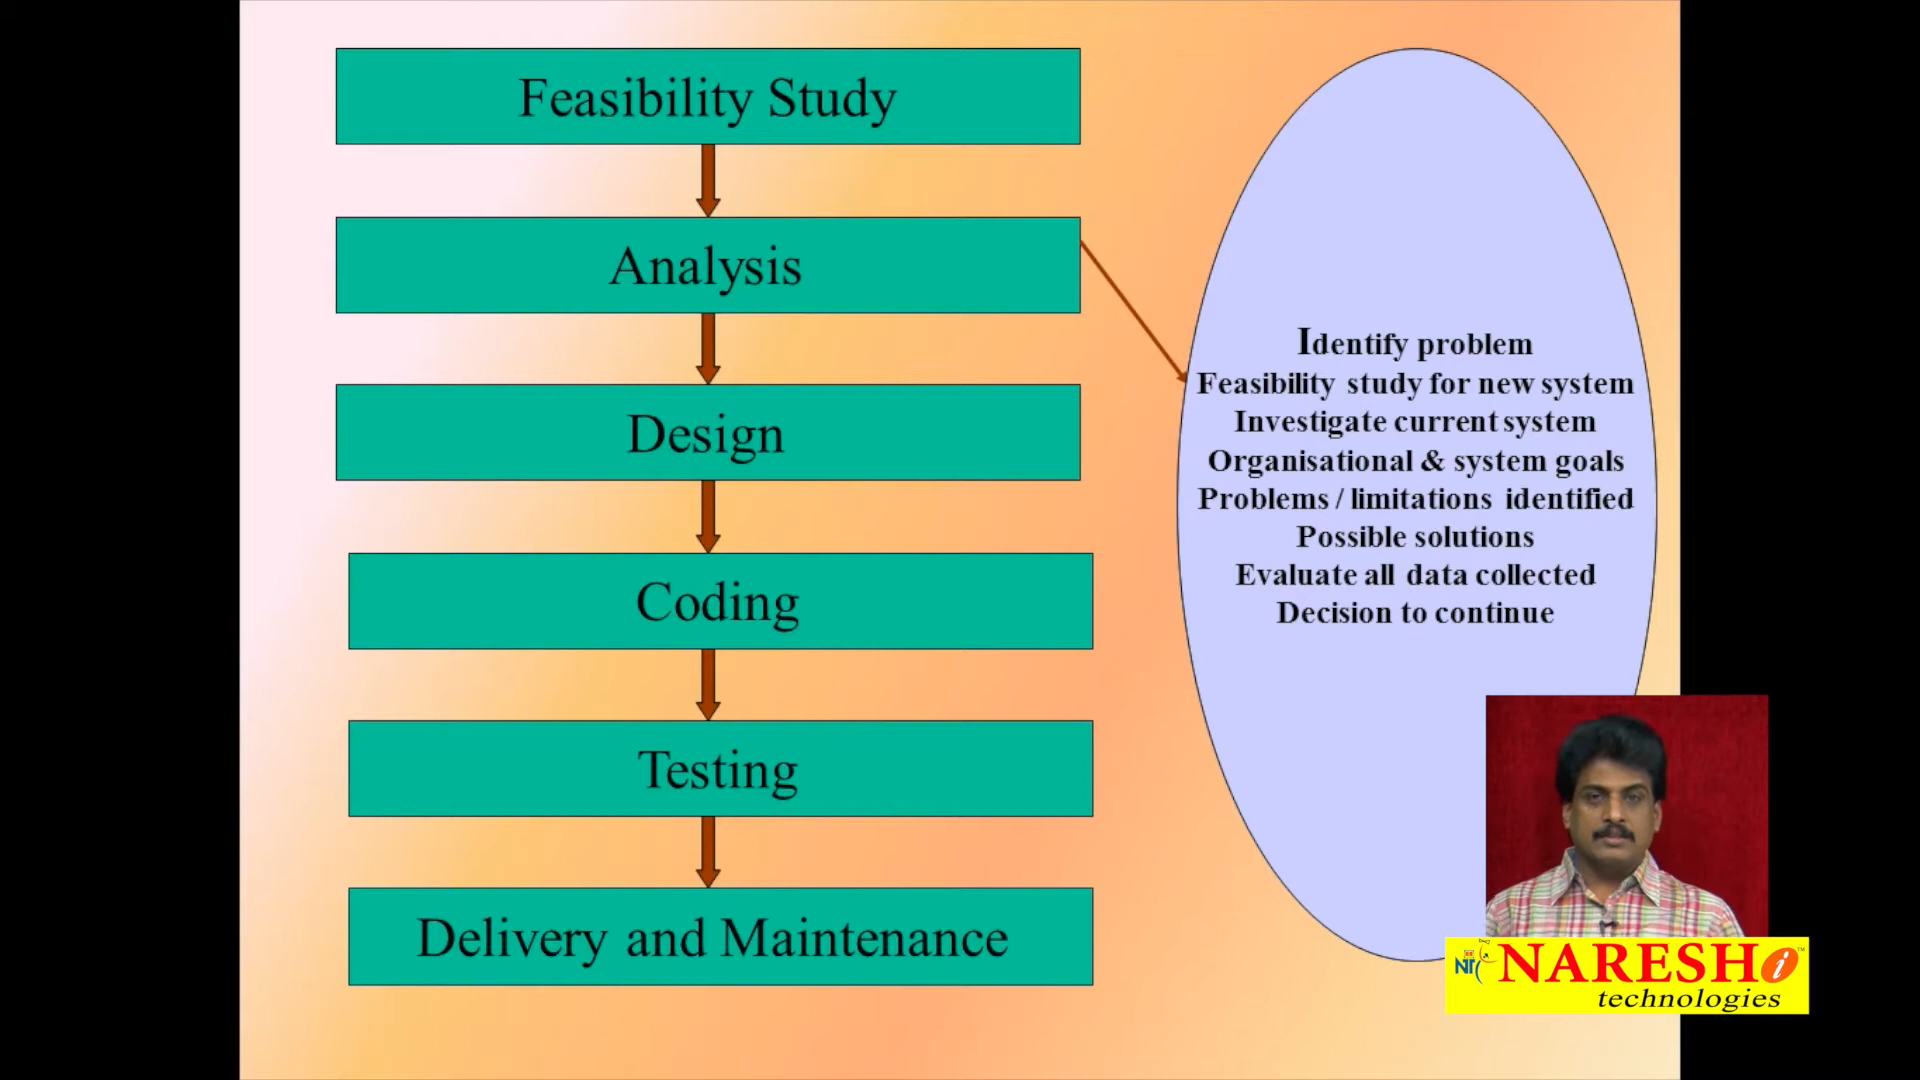 Feasibility Study
Analysis
Design
Coding
Testing
Delivery and Maintenance
Identify problem
Feasibility study for new system
Investigate current system
Organisational & system goals
Problems / limitations identified
Possible solutions
Evaluate all data collected
Decision to continue
NARESH i ™
technologies